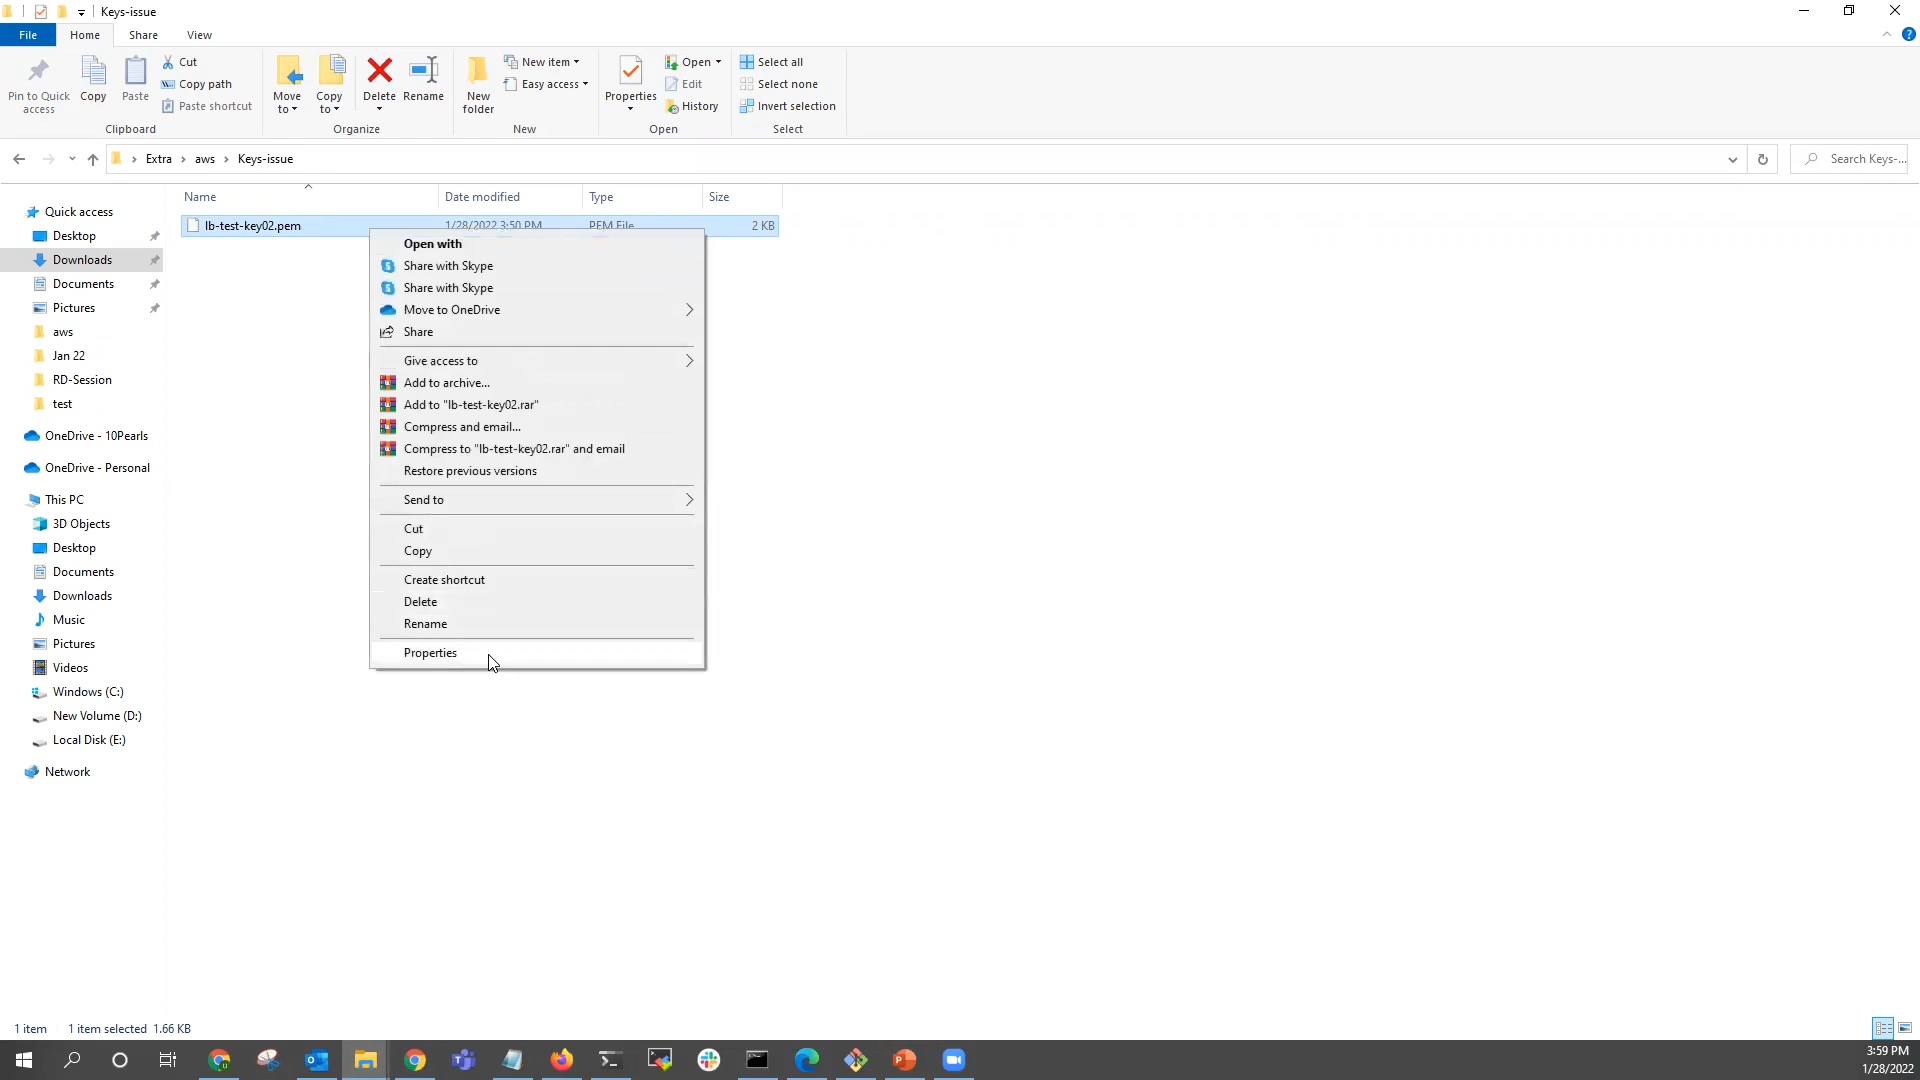 Keys-issue
File Home Share View
Pin to Quick access
Copy
Paste
Cut
Copy path
Paste shortcut
Clipboard
Move to
Copy to
Delete
Rename
Organize
New folder
New item
Easy access
New
Properties
Open
Edit
History
Open
Select all
Select none
Invert selection
Select
Extra aws Keys-issue
Search Keys-...
Name Date modified Type Size
lb-test-key02.pem 1/28/2022 3:50 PM PEM File 2 KB
Quick access
Desktop
Downloads
Documents
Pictures
aws
Jan 22
RD-Session
test
OneDrive - 10Pearls
OneDrive - Personal
This PC
3D Objects
Desktop
Documents
Downloads
Music
Pictures
Videos
Windows (C:)
New Volume (D:)
Local Disk (E:)
Network
Open with
Share with Skype
Share with Skype
Move to OneDrive
Share
Give access to
Add to archive...
Add to "lb-test-key02.rar"
Compress and email...
Compress to "lb-test-key02.rar" and email
Restore previous versions
Send to
Cut
Copy
Create shortcut
Delete
Rename
Properties
1 item 1 item selected 1.66 KB
3:59 PM
1/28/2022